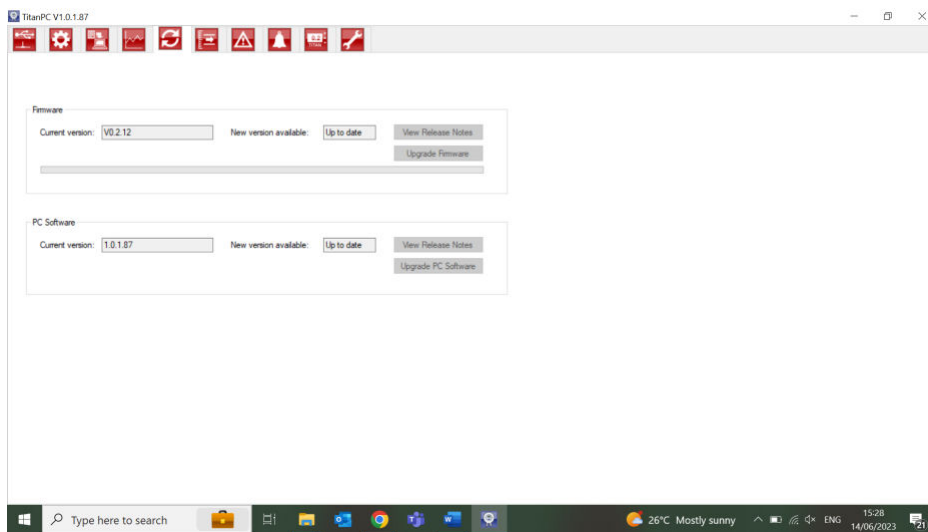 TitanPC V1.0.1.87
TITAN
Firmware
Current version: V0.2.12 New version available: Up to date View Release Notes
Upgrade Firmware
PC Software
Current version: 1.0.1.87 New version available: Up to date View Release Notes
Upgrade PC Software
Type here to search
26°C Mostly sunny
ENG
15:28
14/06/2023
21